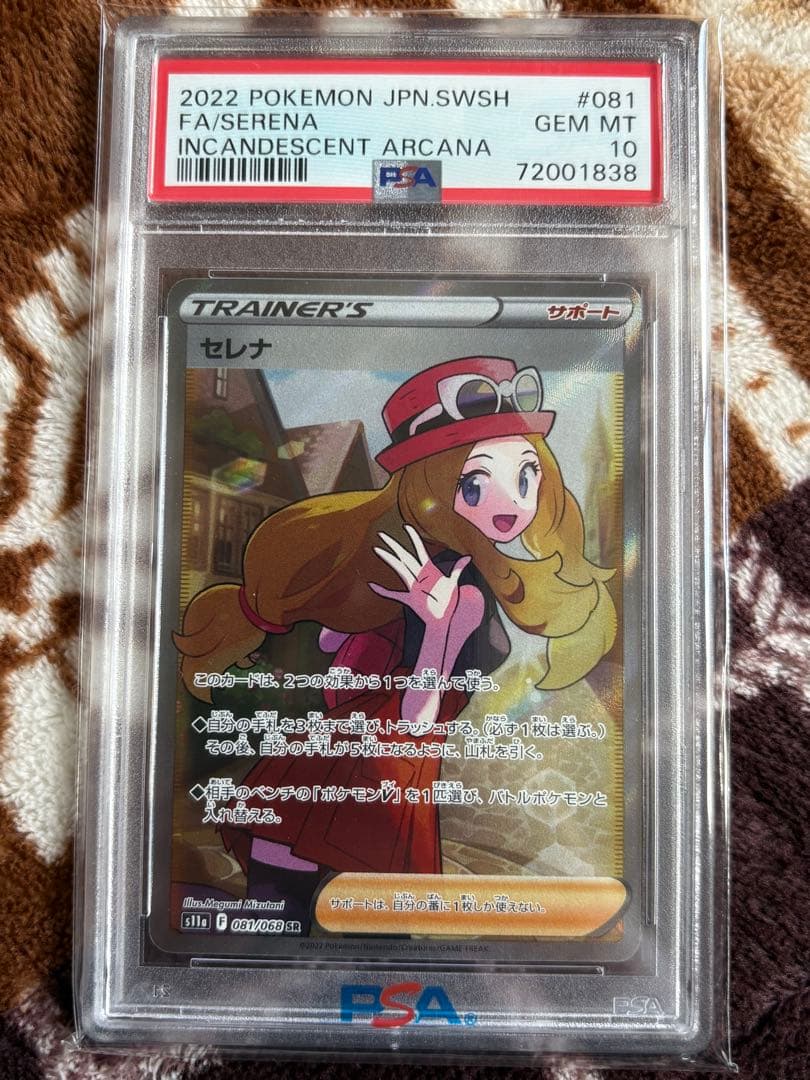 2022 POKEMON JPN.SWSH #081
FA/SERENA GEM MT
INCANDESCENT ARCANA 10
PSA 72001838
TRAINER'S サポート
セレナ
このカードは、2つの効果から1つを選んで使う。
◆自分の手札を3枚まで選び、トラッシュする。(必ず1枚は選ぶ。)
その後、自分の手札が5枚になるように、山札を引く。
◆相手のベンチの「ポケモンV」を1匹選び、バトルポケモンと
入れ替える。
Illus.Megumi Mizutani
サポートは、自分の番に1枚しか使えない。
s11a F 081/068 SR
©2022 Pokémon/Nintendo/Creatures/GAME FREAK
PSA®
PSA